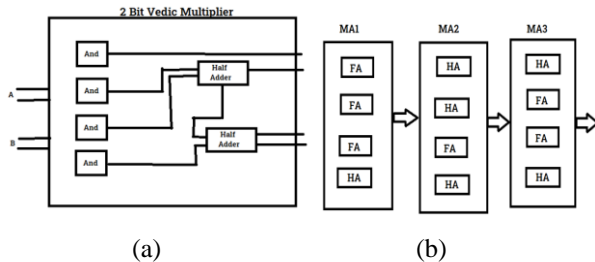 2 Bit Vedic Multiplier
And
And
And
And
A
B
Half
Adder
Half
Adder
MA1
FA
FA
FA
HA
MA2
HA
HA
FA
HA
MA3
HA
FA
FA
HA
(a)
(b)